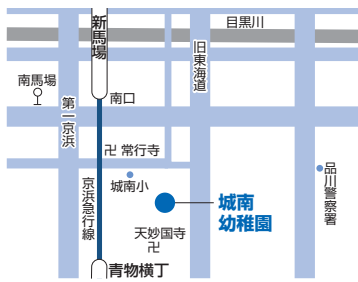 目黒川
新馬場
旧東海道
南馬場
第一京浜
南口
卍 常行寺
城南小
品川警察署
京浜急行線
城南
幼稚園
天妙国寺
卍
青物横丁